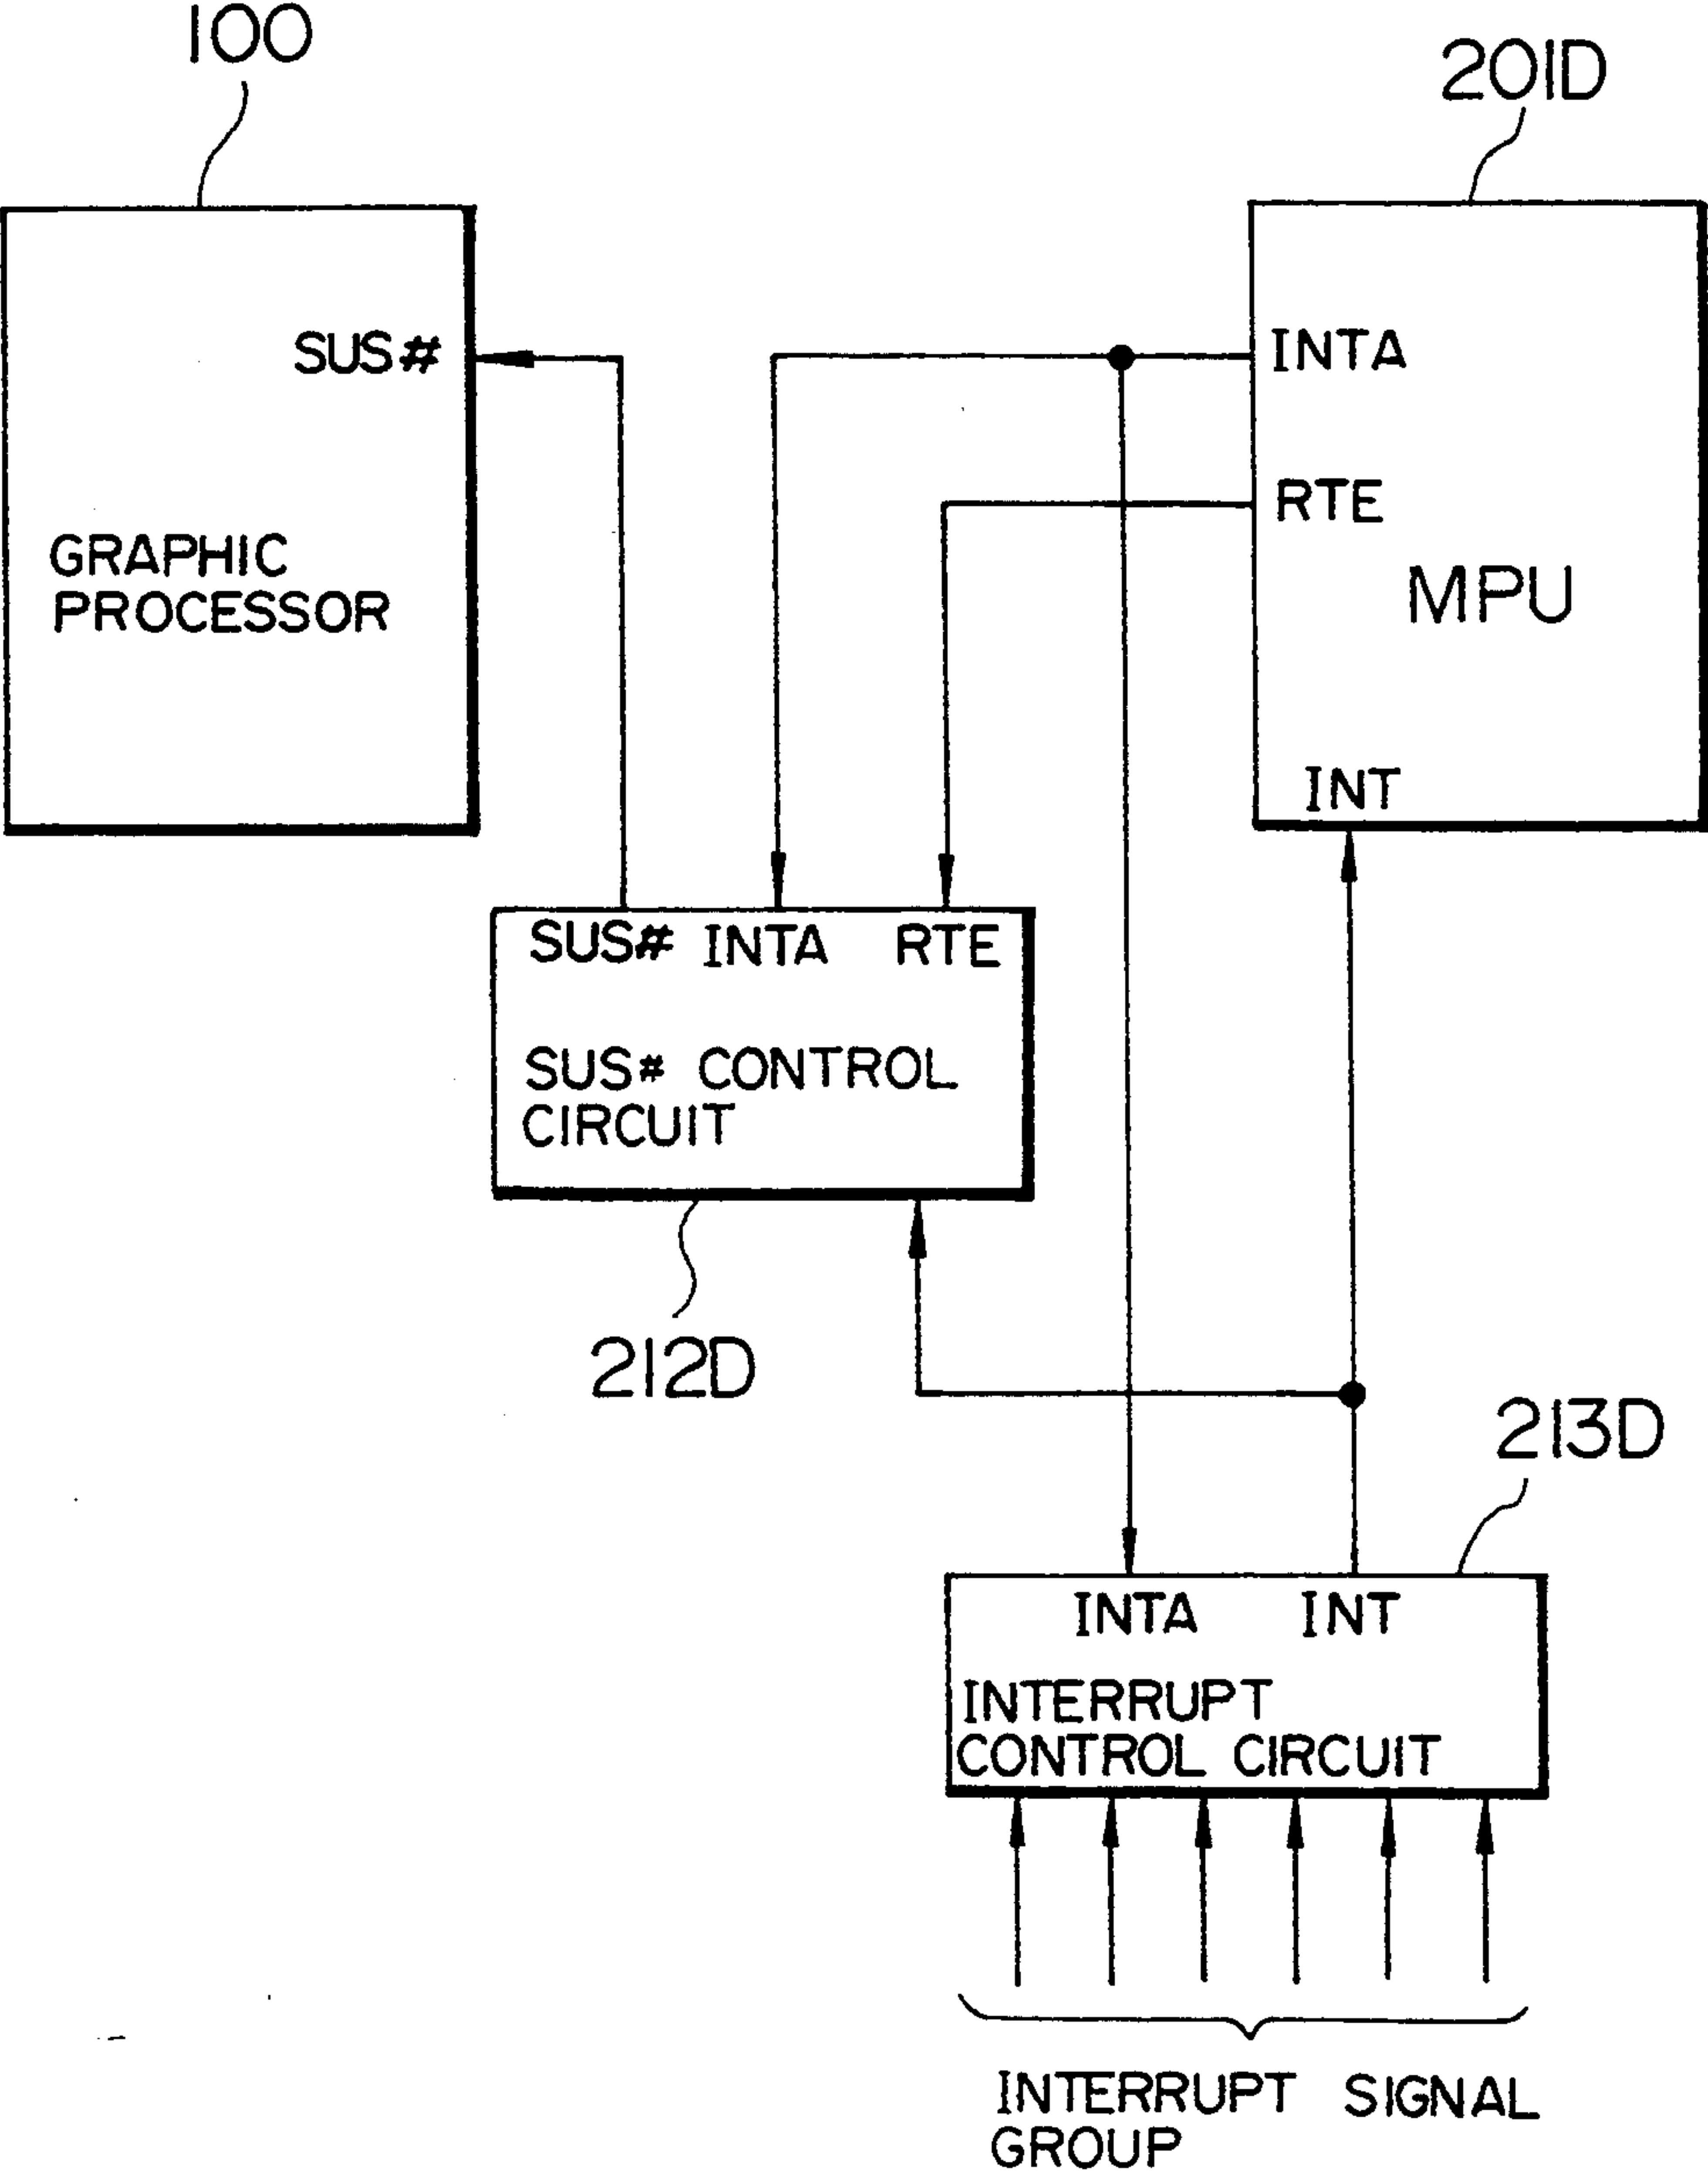 100
201D
SUS#
INTA
RTE
GRAPHIC
PROCESSOR
MPU
INT
SUS# INTA RTE
SUS# CONTROL
CIRCUIT
212D
213D
INTA INT
INTERRUPT
CONTROL CIRCUIT
INTERRUPT SIGNAL
GROUP